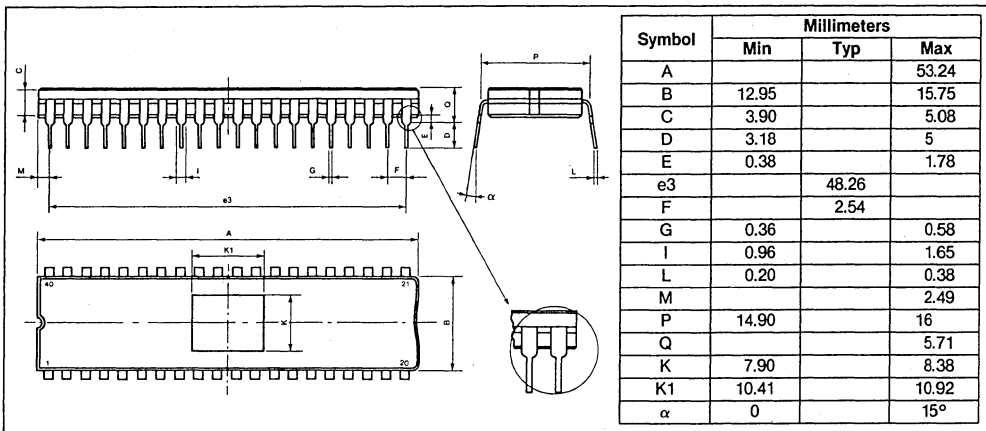 C
Q
E
D
M
I
G
F
e3
P
L
α
A
K1
40
21
K
B
1
20
Symbol Millimeters
Min Typ Max
A 53.24
B 12.95 15.75
C 3.90 5.08
D 3.18 5
E 0.38 1.78
e3 48.26
F 2.54
G 0.36 0.58
I 0.96 1.65
L 0.20 0.38
M 2.49
P 14.90 16
Q 5.71
K 7.90 8.38
K1 10.41 10.92
α 0 15º